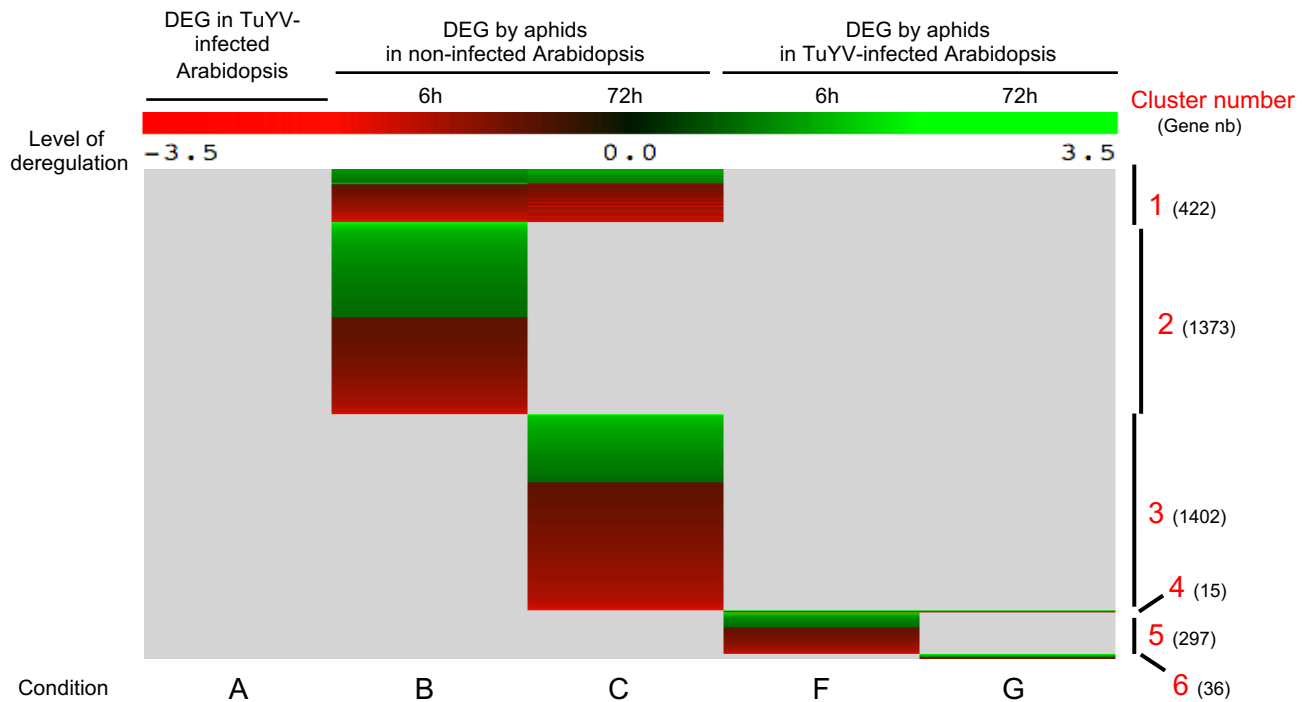 DEG in TuYV-
infected
Arabidopsis
DEG by aphids
in non-infected Arabidopsis
DEG by aphids
in TuYV-infected Arabidopsis
6h
72h
6h
72h
Cluster number
(Gene nb)
Level of
deregulation
-3.5
0.0
3.5
1 (422)
2 (1373)
3 (1402)
4 (15)
5 (297)
6 (36)
Condition
A
B
C
F
G